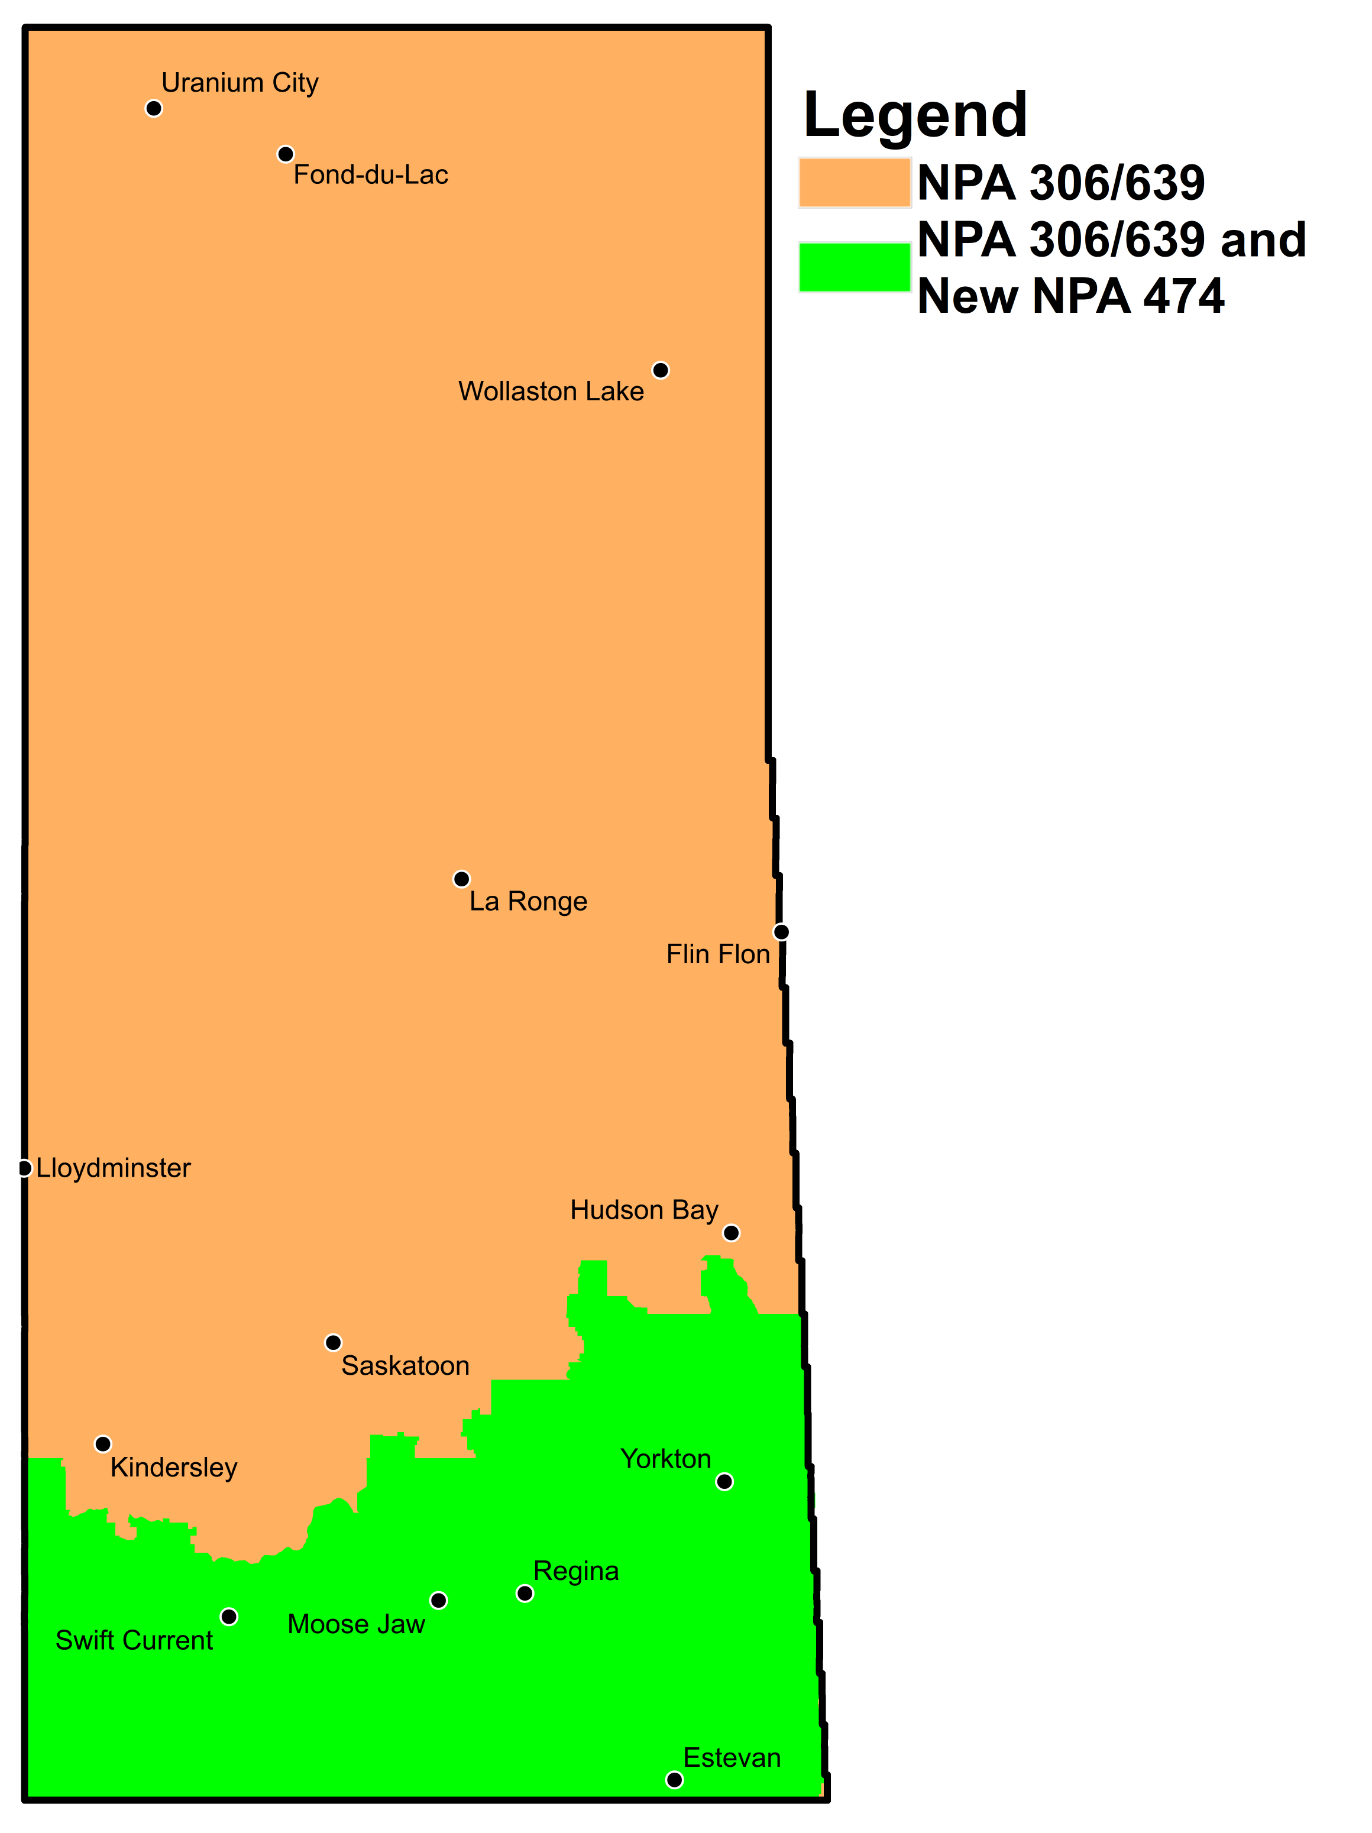 Uranium City
Fond-du-Lac
Legend
NPA 306/639
NPA 306/639 and
New NPA 474
Wollaston Lake
La Ronge
Flin Flon
Lloydminster
Hudson Bay
Saskatoon
Kindersley
Yorkton
Regina
Moose Jaw
Swift Current
Estevan